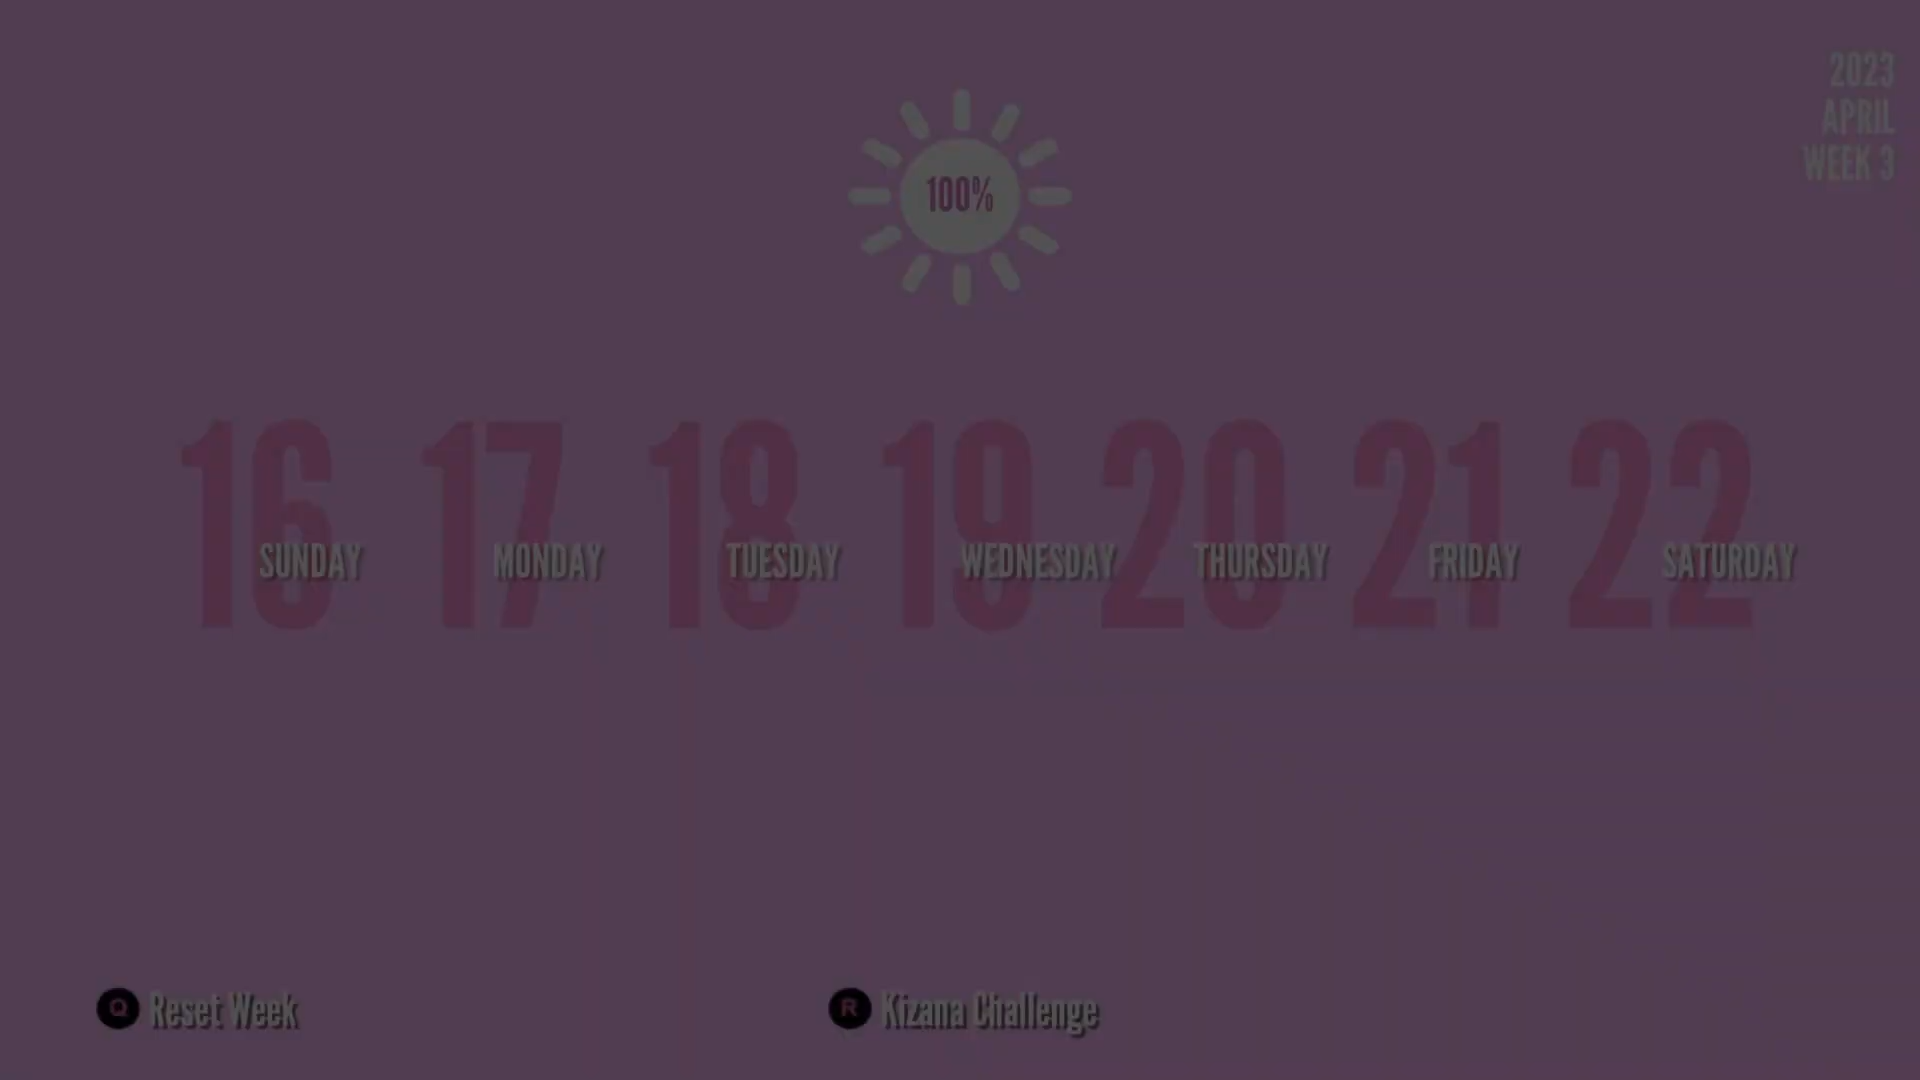 2023
APRIL
WEEK 3
100%
16 17 18 19 20 21 22
SUNDAY MONDAY TUESDAY WEDNESDAY THURSDAY FRIDAY SATURDAY
Q Reset Week
R Kizana Challenge